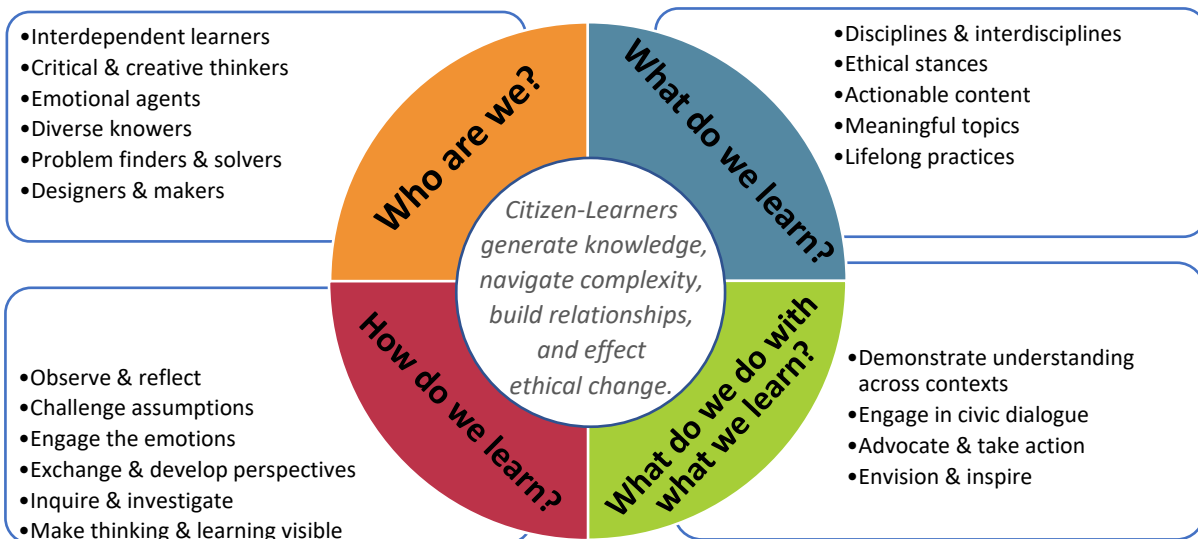 •Interdependent learners
•Critical & creative thinkers
•Emotional agents
•Diverse knowers
•Problem finders & solvers
•Designers & makers
Who are we?
What do we learn?
•Disciplines & interdisciplines
•Ethical stances
•Actionable content
•Meaningful topics
•Lifelong practices
Citizen-Learners
generate knowledge,
navigate complexity,
build relationships,
and effect
ethical change.
•Observe & reflect
•Challenge assumptions
•Engage the emotions
•Exchange & develop perspectives
•Inquire & investigate
•Make thinking & learning visible
How do we learn?
What do we do with
what we learn?
•Demonstrate understanding
across contexts
•Engage in civic dialogue
•Advocate & take action
•Envision & inspire